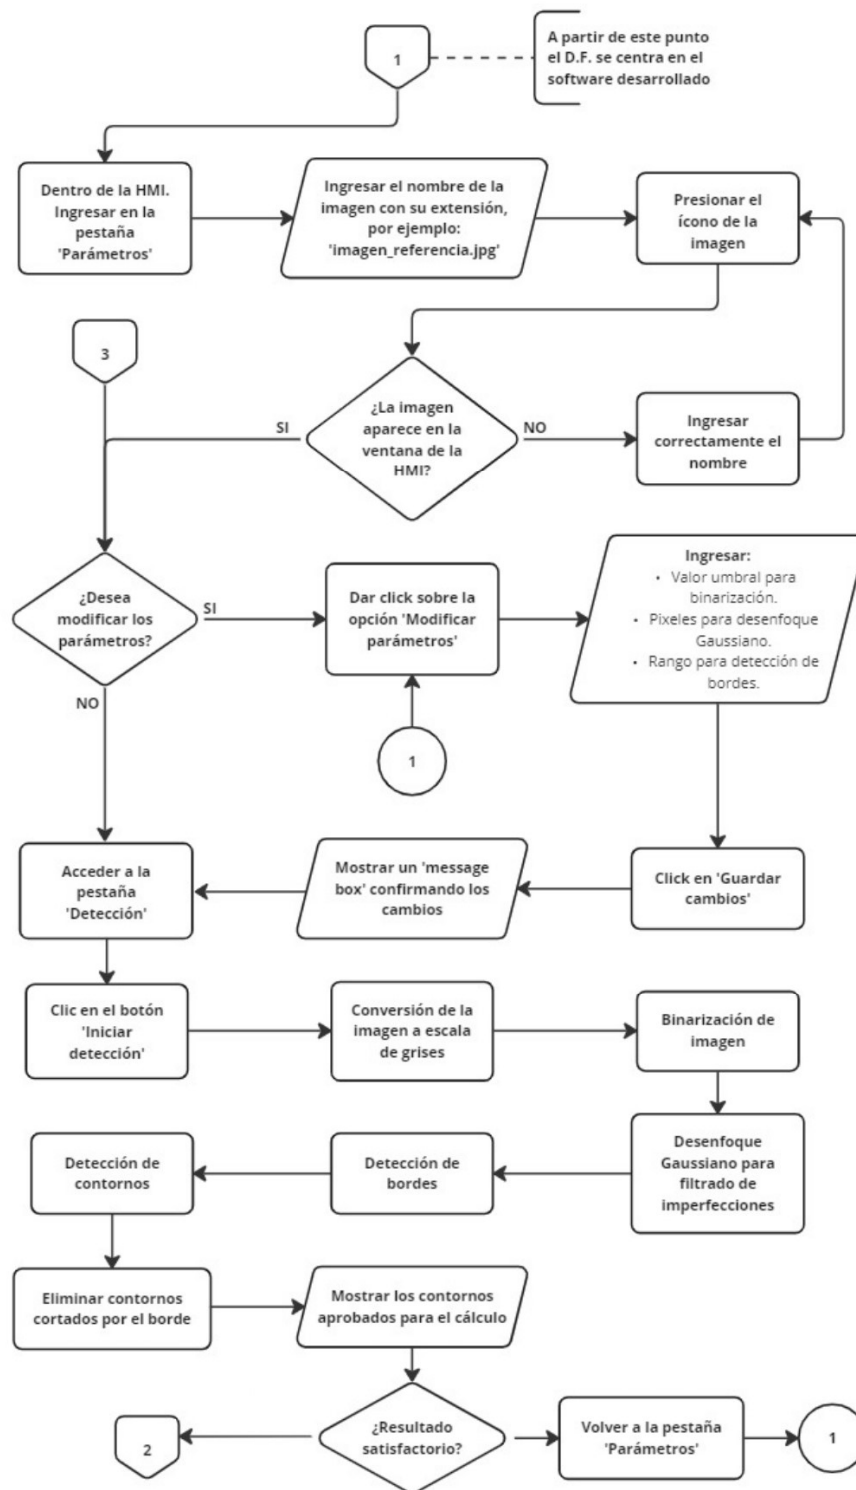 1
A partir de este punto
el D.F. se centra en el
software desarrollado
Dentro de la HMI.
Ingresar en la
pestaña
'Parámetros'
Ingresar el nombre de la
imagen con su extensión,
por ejemplo:
'imagen_referencia.jpg'
Presionar el
ícono de la
imagen
3
¿La imagen
aparece en la
ventana de la
HMI?
SI
NO
Ingresar
correctamente el
nombre
¿Desea
modificar los
parámetros?
SI
NO
Dar click sobre la
opción 'Modificar
parámetros'
Ingresar:
• Valor umbral para
binarización.
• Pixeles para desenfoque
Gaussiano.
• Rango para detección de
bordes.
1
Acceder a la
pestaña
'Detección'
Mostrar un 'message
box' confirmando los
cambios
Click en 'Guardar
cambios'
Clic en el botón
'Iniciar
detección'
Conversión de la
imagen a escala
de grises
Binarización de
imagen
Detección de
contornos
Detección de
bordes
Desenfoque
Gaussiano para
filtrado de
imperfecciones
Eliminar contornos
cortados por el borde
Mostrar los contornos
aprobados para el cálculo
2
¿Resultado
satisfactorio?
Volver a la pestaña
'Parámetros'
1